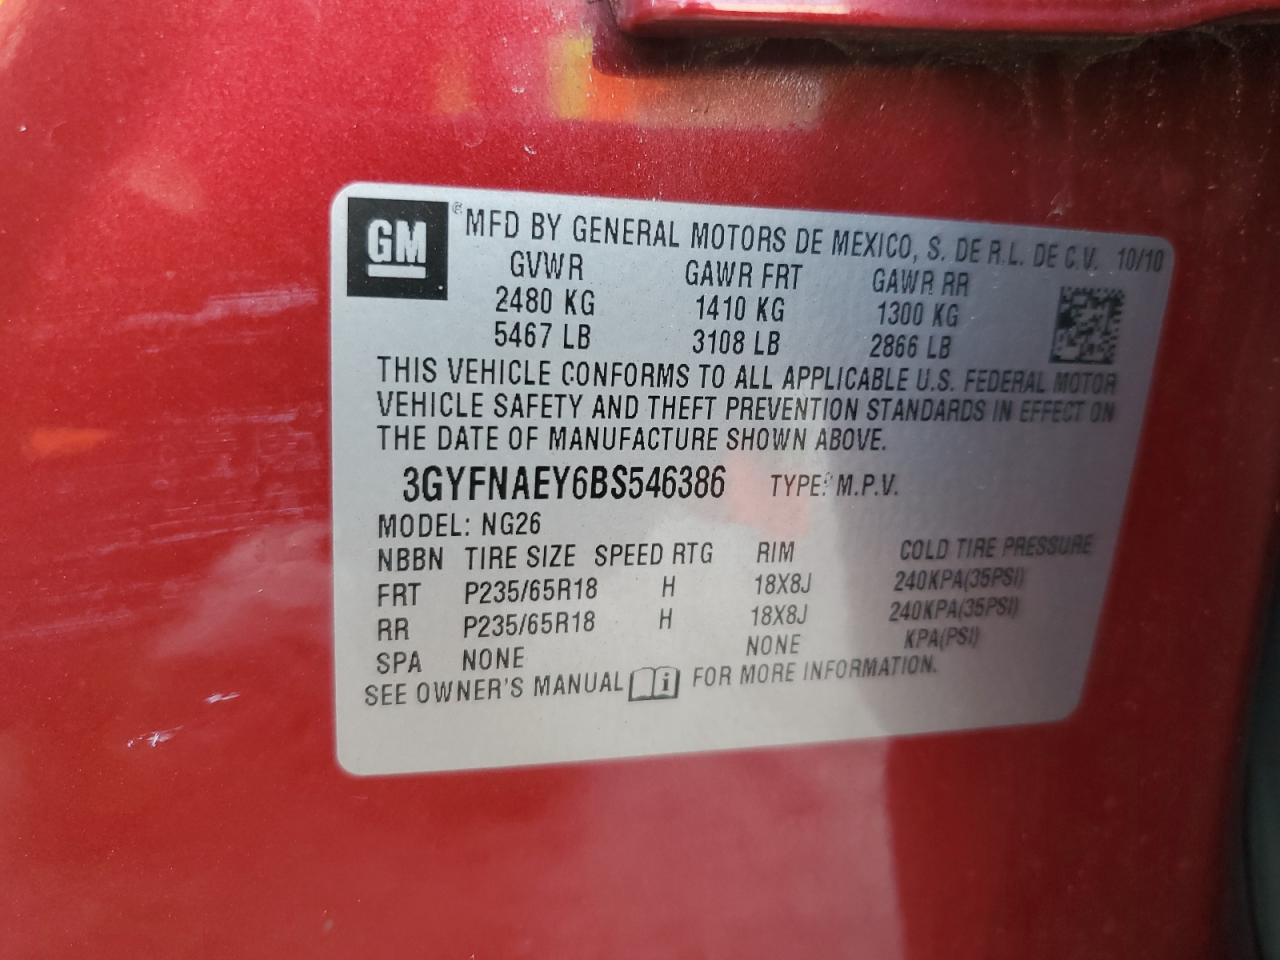 GM ® MFD BY GENERAL MOTORS DE MEXICO, S. DE R.L. DE C.V. 10/10
GVWR GAWR FRT GAWR RR
2480 KG 1410 KG 1300 KG
5467 LB 3108 LB 2866 LB
THIS VEHICLE CONFORMS TO ALL APPLICABLE U.S. FEDERAL MOTOR
VEHICLE SAFETY AND THEFT PREVENTION STANDARDS IN EFFECT ON
THE DATE OF MANUFACTURE SHOWN ABOVE.
3GYFNAEY6BS546386 TYPE: M.P.V.
MODEL: NG26
NBBN TIRE SIZE SPEED RTG RIM COLD TIRE PRESSURE
FRT P235/65R18 H 18X8J 240KPA(35PSI)
RR P235/65R18 H 18X8J 240KPA(35PSI)
SPA NONE NONE KPA(PSI)
SEE OWNER'S MANUAL i FOR MORE INFORMATION.